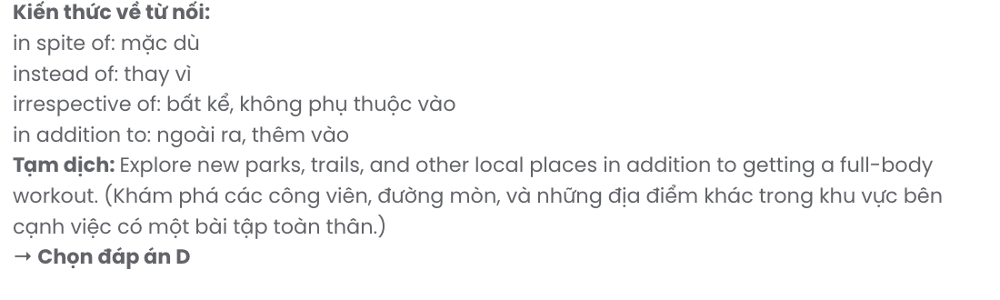 Kiến thức về từ nối:
in spite of: mặc dù
instead of: thay vì
irrespective of: bất kể, không phụ thuộc vào
in addition to: ngoài ra, thêm vào
Tạm dịch: Explore new parks, trails, and other local places in addition to getting a full-body
workout. (Khám phá các công viên, đường mòn, và những địa điểm khác trong khu vực bên
cạnh việc có một bài tập toàn thân.)
→ Chọn đáp án D